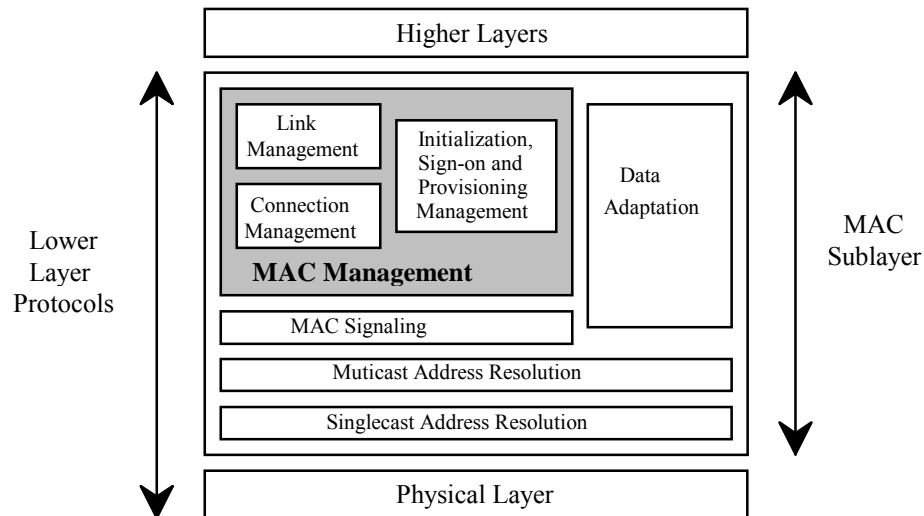 Higher Layers
Link
Management
Initialization,
Sign-on and
Provisioning
Management
Connection
Management
MAC Management
Data
Adaptation
MAC Signaling
Muticast Address Resolution
Singlecast Address Resolution
Physical Layer
Lower
Layer
Protocols
MAC
Sublayer